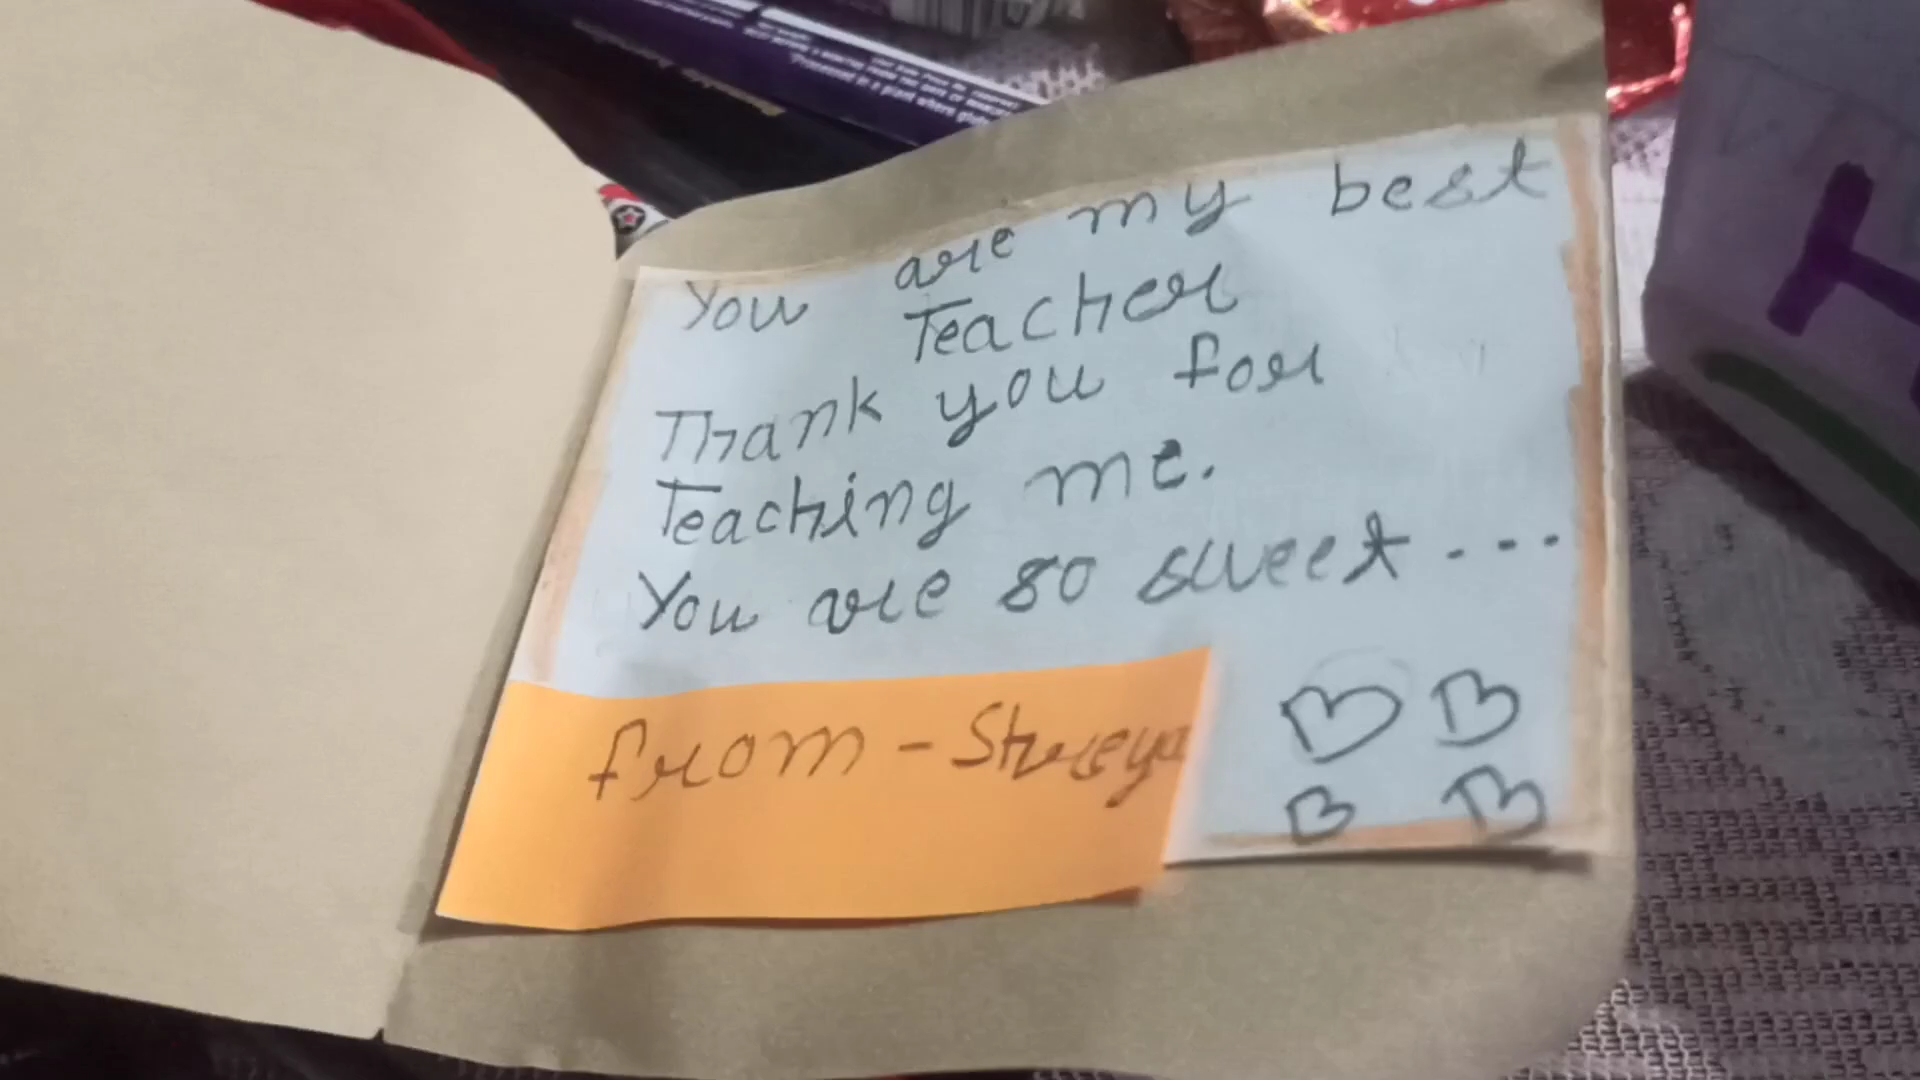 You are my best
Teacher
Thank you for
Teaching me.
You are so sweet ....
from - Shreya